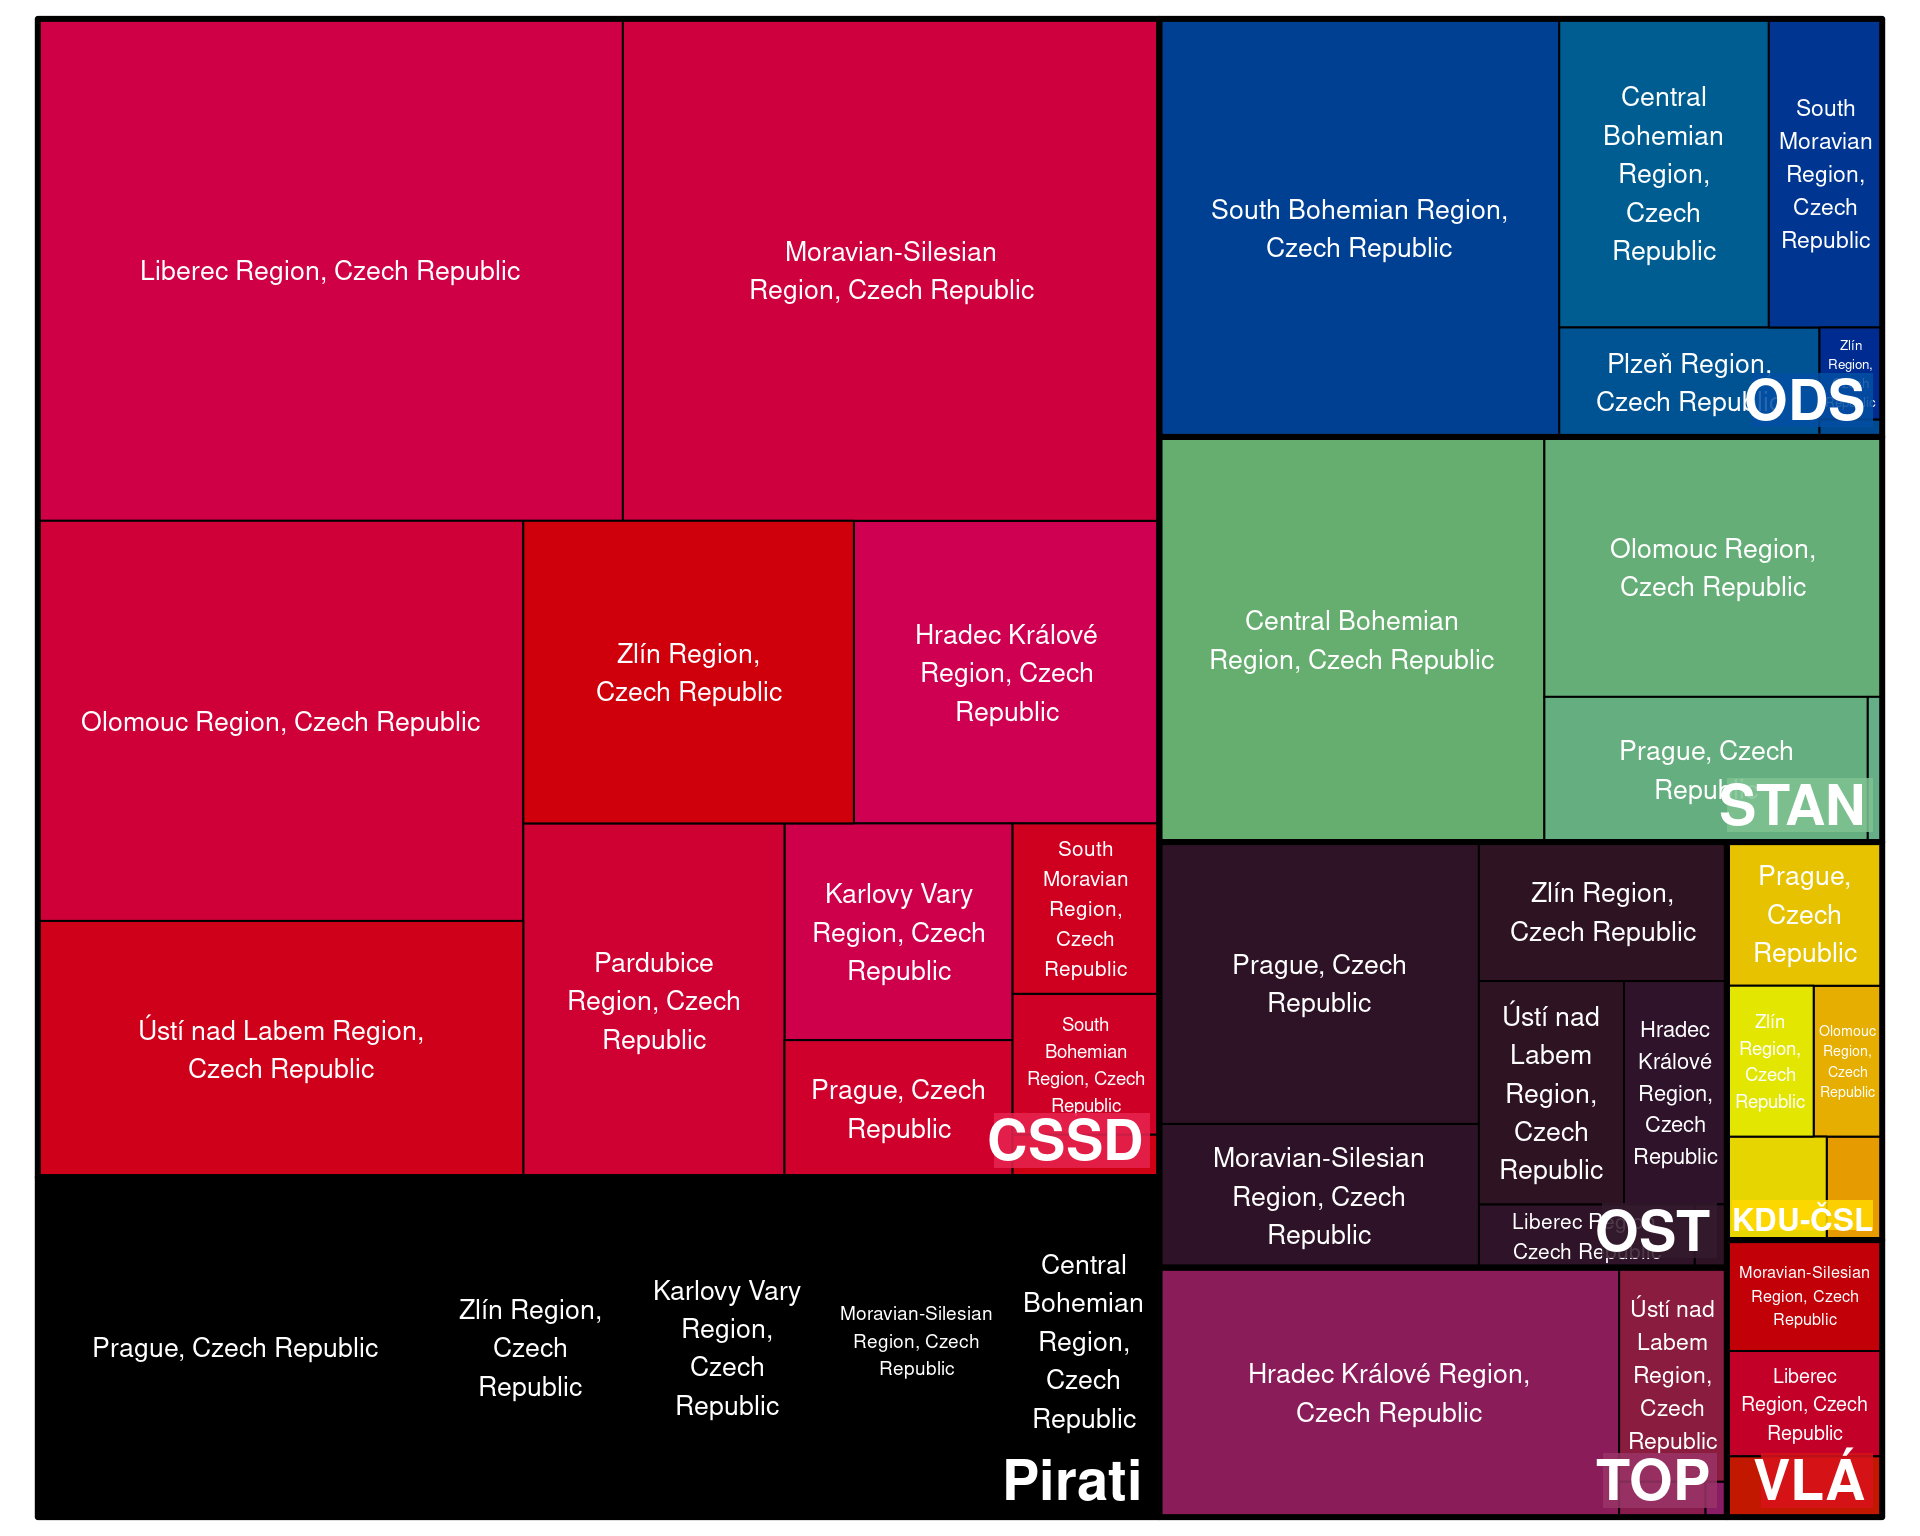 Liberec Region, Czech Republic
Moravian-Silesian
Region, Czech Republic
Olomouc Region, Czech Republic
Zlín Region,
Czech Republic
Hradec Králové
Region, Czech
Republic
Ústí nad Labem Region,
Czech Republic
Pardubice
Region, Czech
Republic
Karlovy Vary
Region, Czech
Republic
Prague, Czech
Republic
South
Moravian
Region,
Czech
Republic
South
Bohemian
Region, Czech
Republic
CSSD
Prague, Czech Republic
Zlín Region,
Czech
Republic
Karlovy Vary
Region,
Czech
Republic
Moravian-Silesian
Region, Czech
Republic
Central
Bohemian
Region,
Czech
Republic
Pirati
South Bohemian Region,
Czech Republic
Central
Bohemian
Region,
Czech
Republic
South
Moravian
Region,
Czech
Republic
Plzeň Region,
Czech Republic
Zlín
Region,
ODS
Central Bohemian
Region, Czech Republic
Olomouc Region,
Czech Republic
Prague, Czech
Republic
STAN
Prague, Czech
Republic
Moravian-Silesian
Region, Czech
Republic
Zlín Region,
Czech Republic
Ústí nad
Labem
Region,
Czech
Republic
Hradec
Králové
Region,
Czech
Republic
Liberec Region,
Czech Republic
OST
Prague,
Czech
Republic
Zlín
Region,
Czech
Republic
Olomouc
Region,
Czech
Republic
KDU-ČSL
Hradec Králové Region,
Czech Republic
Ústí nad
Labem
Region,
Czech
Republic
TOP
Moravian-Silesian
Region, Czech
Republic
Liberec
Region, Czech
Republic
VLÁ